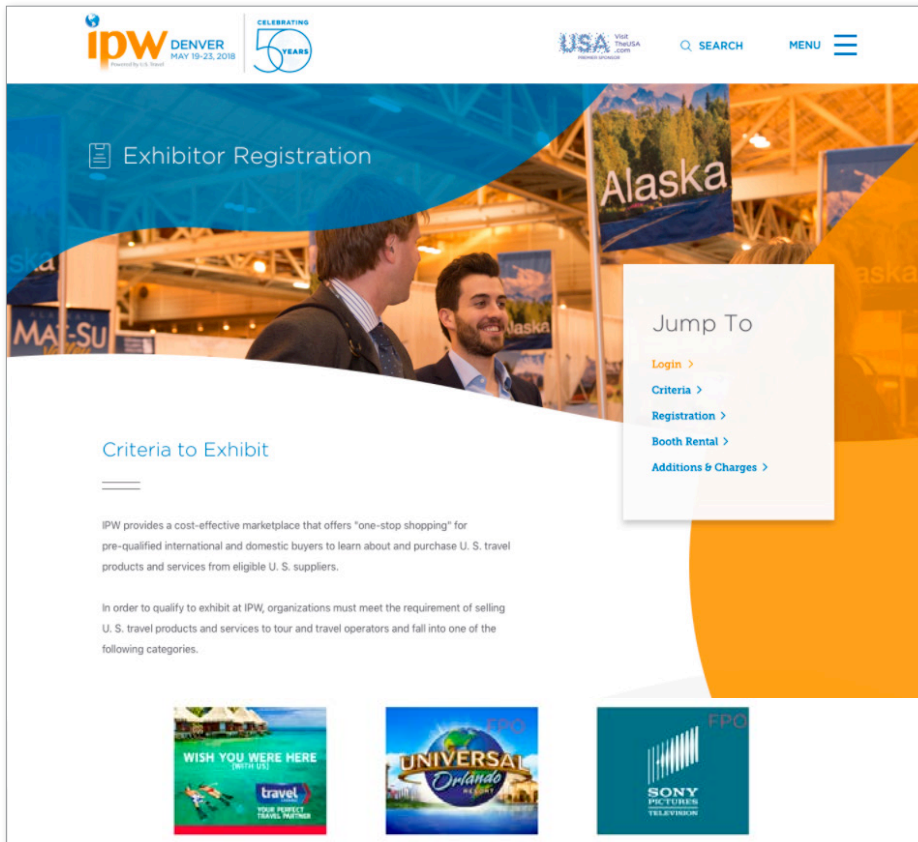 ipw
Powered by U.S. Travel
DENVER
MAY 19-23, 2018
CELEBRATING
50
YEARS
USA
Visit
TheUSA
.com
PREMIER SPONSOR
SEARCH
MENU
Exhibitor Registration
Alaska
ska
aska
ALASKA'S
MAT-SU
Alaska
Jump To
Login >
Criteria >
Registration >
Booth Rental >
Additions & Charges >
Criteria to Exhibit
IPW provides a cost-effective marketplace that offers "one-stop shopping" for
pre-qualified international and domestic buyers to learn about and purchase U. S. travel
products and services from eligible U. S. suppliers.
In order to qualify to exhibit at IPW, organizations must meet the requirement of selling
U. S. travel products and services to tour and travel operators and fall into one of the
following categories.
WISH YOU WERE HERE
(WITH US)
travel
YOUR PERFECT
TRAVEL PARTNER
FPO
UNIVERSAL
Orlando
RESORT
FPO
SONY
PICTURES
TELEVISION